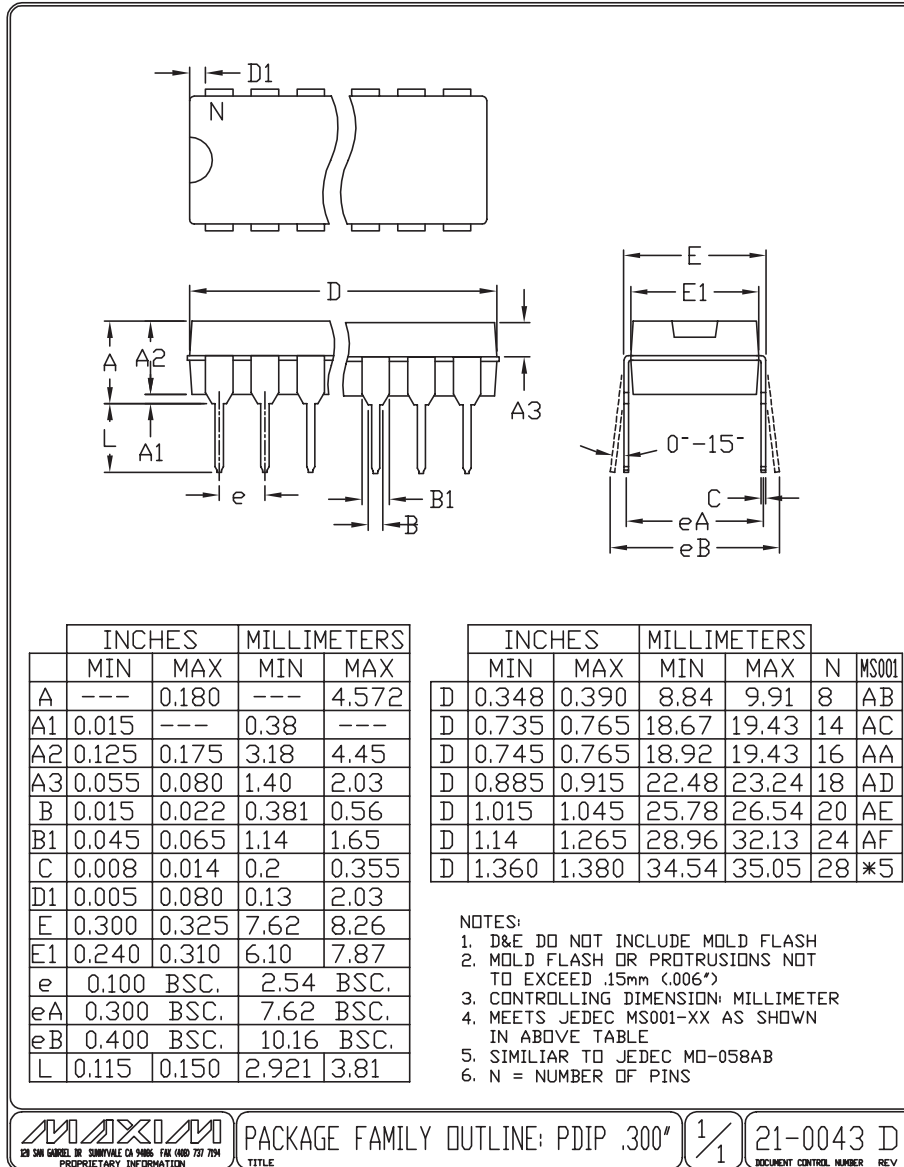 D1
N
D
E
E1
A
A2
A3
L
A1
0°-15°
e
B1
B
C
eA
eB
INCHES MILLIMETERS
MIN MAX MIN MAX
A --- 0.180 --- 4.572
A1 0.015 --- 0.38 ---
A2 0.125 0.175 3.18 4.45
A3 0.055 0.080 1.40 2.03
B 0.015 0.022 0.381 0.56
B1 0.045 0.065 1.14 1.65
C 0.008 0.014 0.2 0.355
D1 0.005 0.080 0.13 2.03
E 0.300 0.325 7.62 8.26
E1 0.240 0.310 6.10 7.87
e 0.100 BSC. 2.54 BSC.
eA 0.300 BSC. 7.62 BSC.
eB 0.400 BSC. 10.16 BSC.
L 0.115 0.150 2.921 3.81
INCHES MILLIMETERS
MIN MAX MIN MAX N MS001
D 0.348 0.390 8.84 9.91 8 AB
D 0.735 0.765 18.67 19.43 14 AC
D 0.745 0.765 18.92 19.43 16 AA
D 0.885 0.915 22.48 23.24 18 AD
D 1.015 1.045 25.78 26.54 20 AE
D 1.14 1.265 28.96 32.13 24 AF
D 1.360 1.380 34.54 35.05 28 *5
NOTES:
1. D&E DO NOT INCLUDE MOLD FLASH
2. MOLD FLASH OR PROTRUSIONS NOT
TO EXCEED .15mm (.006")
3. CONTROLLING DIMENSION: MILLIMETER
4. MEETS JEDEC MS001-XX AS SHOWN
IN ABOVE TABLE
5. SIMILIAR TO JEDEC MO-058AB
6. N = NUMBER OF PINS
MAXIM
120 SAN GABRIEL DR SUNNYVALE CA 94086 FAX (408) 737 7194
PROPRIETARY INFORMATION
PACKAGE FAMILY OUTLINE: PDIP .300"
TITLE
1/1
21-0043 D
DOCUMENT CONTROL NUMBER REV